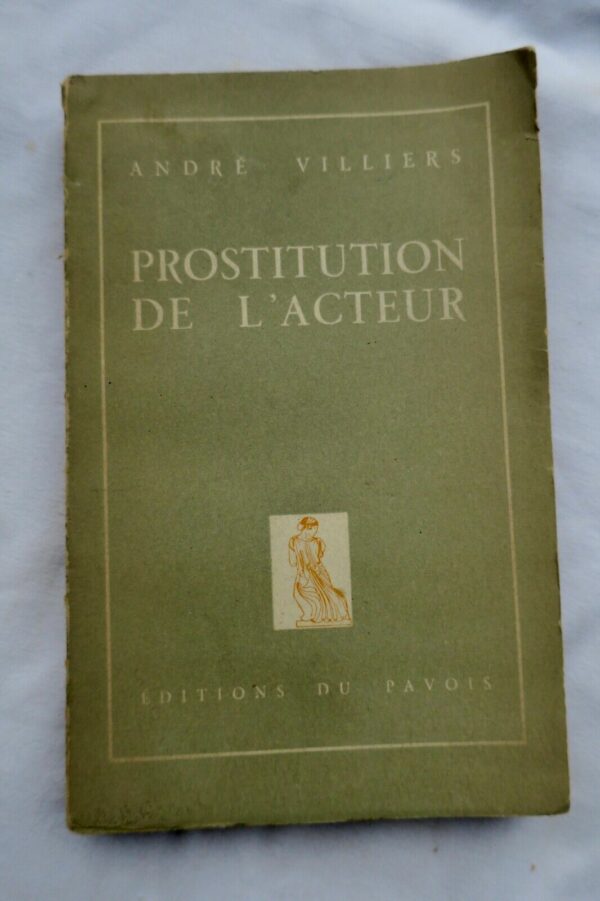 ANDRÉ VILLIERS
PROSTITUTION
DE L'ACTEUR
ÉDITIONS DU PAVOIS